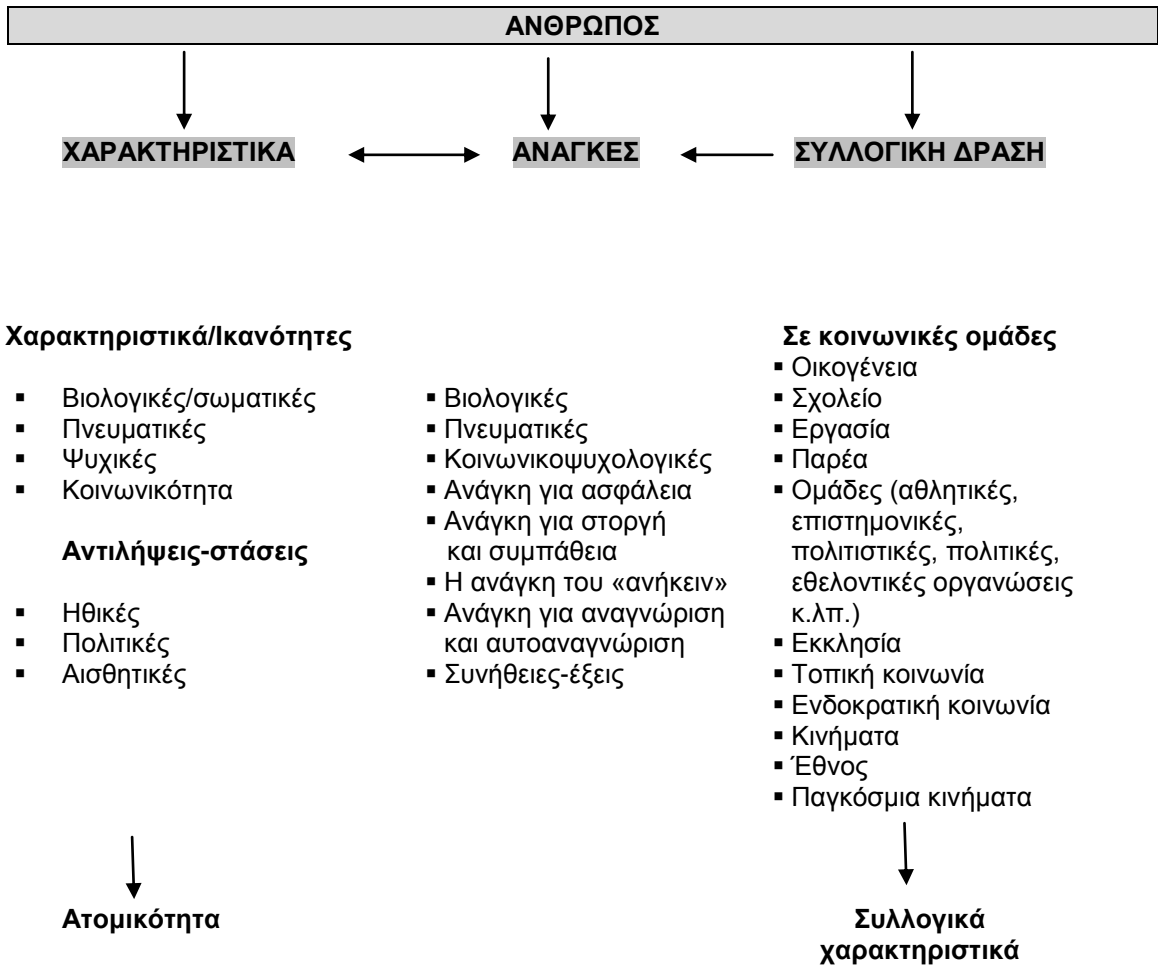 ΑΝΘΡΩΠΟΣ
ΧΑΡΑΚΤΗΡΙΣΤΙΚΑ
ΑΝΑΓΚΕΣ
ΣΥΛΛΟΓΙΚΗ ΔΡΑΣΗ
Χαρακτηριστικά/Ικανότητες
▪ Βιολογικές/σωματικές
▪ Πνευματικές
▪ Ψυχικές
▪ Κοινωνικότητα
Αντιλήψεις-στάσεις
▪ Ηθικές
▪ Πολιτικές
▪ Αισθητικές
Ατομικότητα
▪ Βιολογικές
▪ Πνευματικές
▪ Κοινωνικοψυχολογικές
▪ Ανάγκη για ασφάλεια
▪ Ανάγκη για στοργή
και συμπάθεια
▪ Η ανάγκη του «ανήκειν»
▪ Ανάγκη για αναγνώριση
και αυτοαναγνώριση
▪ Συνήθειες-έξεις
Σε κοινωνικές ομάδες
▪ Οικογένεια
▪ Σχολείο
▪ Εργασία
▪ Παρέα
▪ Ομάδες (αθλητικές,
επιστημονικές,
πολιτιστικές, πολιτικές,
εθελοντικές οργανώσεις
κ.λπ.)
▪ Εκκλησία
▪ Τοπική κοινωνία
▪ Ενδοκρατική κοινωνία
▪ Κινήματα
▪ Έθνος
▪ Παγκόσμια κινήματα
Συλλογικά
χαρακτηριστικά